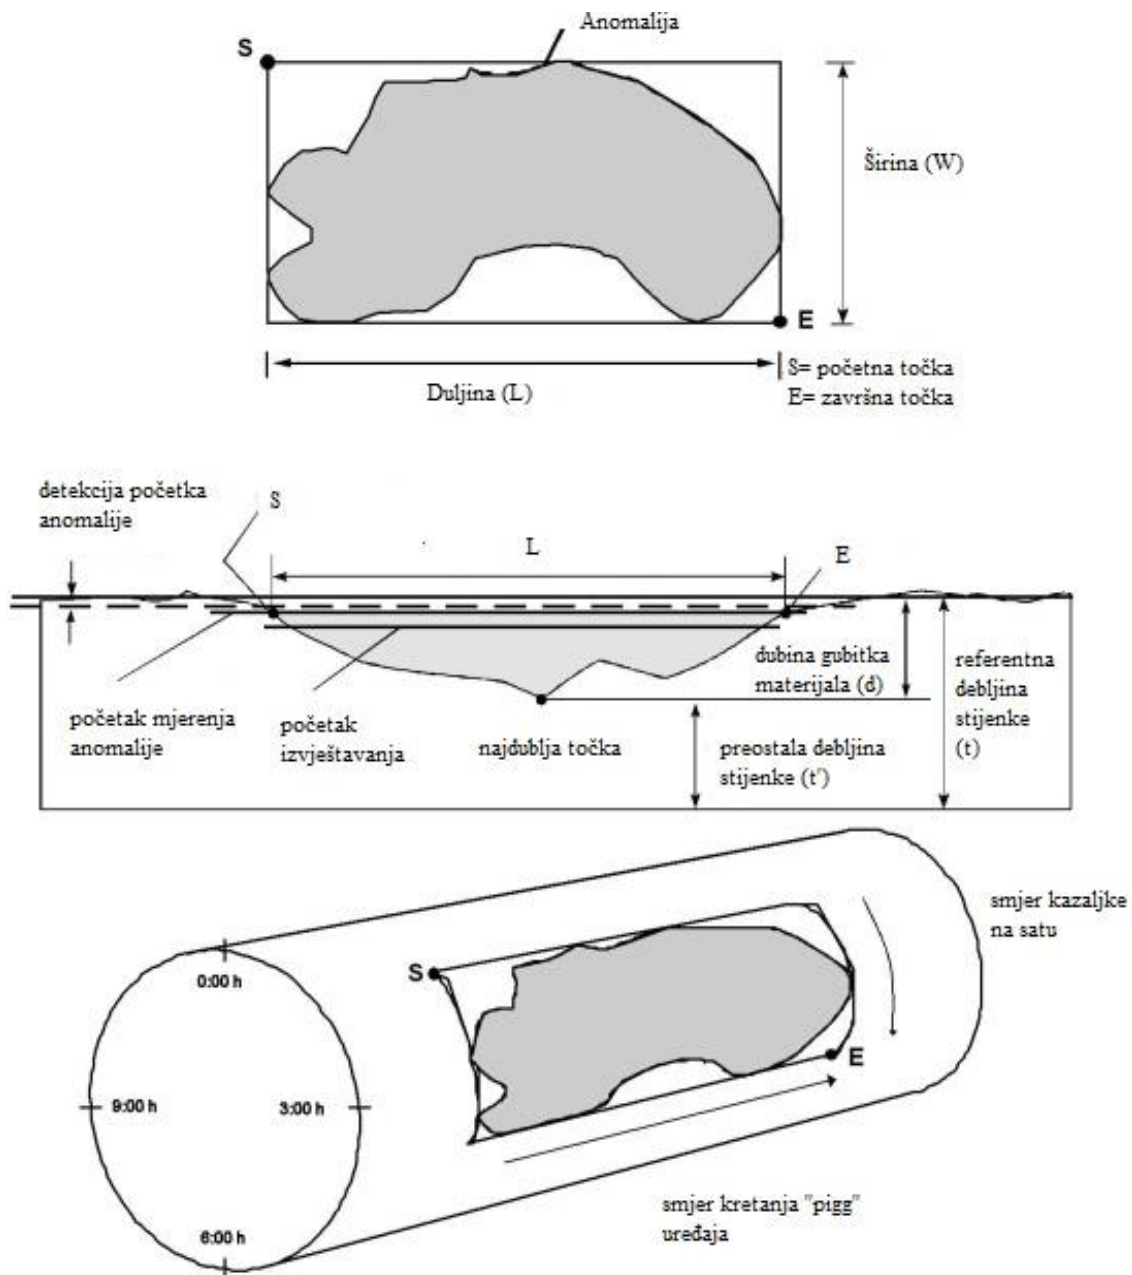 Anomalija
S
Širina (W)
E
Duljina (L)
S= početna točka
E= završna točka
detekcija početka
anomalije
S
L
E
dubina gubitka
materijala (d)
referentna
debljina
stijenke
(t)
početak mjerenja
anomalije
početak
izvještavanja
najdublja točka
preostala debljina
stijenke (t')
smjer kazaljke
na satu
S
0:00 h
E
9:00 h
3:00 h
smjer kretanja "pigg"
uređaja
6:00 h